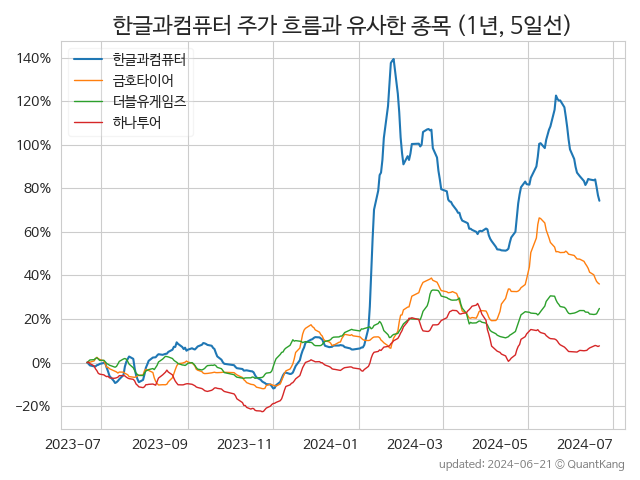 한글과컴퓨터 주가 흐름과 유사한 종목 (1년, 5일선)
한글과컴퓨터
금호타이어
더블유게임즈
하나투어
140%
120%
100%
80%
60%
40%
20%
0%
−20%
2023-07 2023-09 2023-11 2024-01 2024-03 2024-05 2024-07
updated: 2024-06-21 © QuantKang